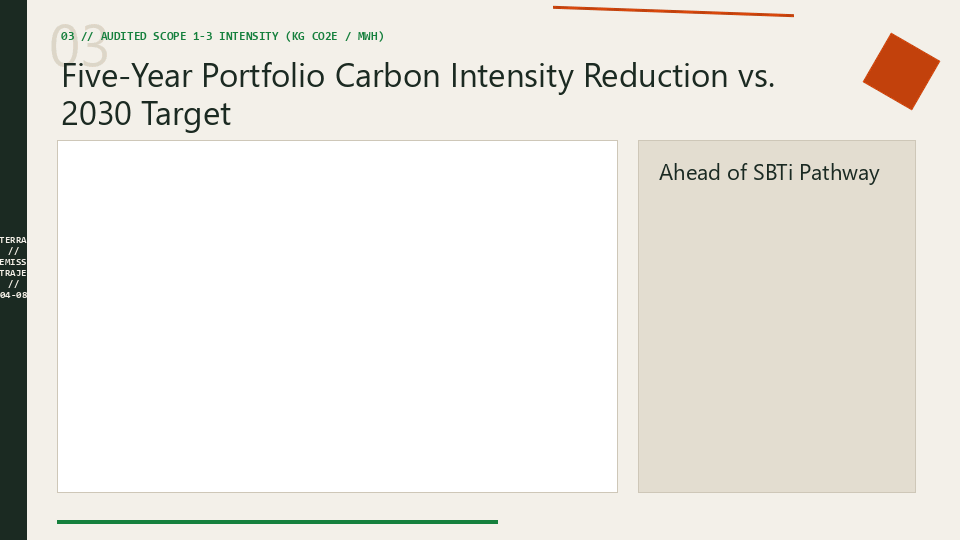 03
03 // AUDITED SCOPE 1-3 INTENSITY (KG CO2E / MWH)
Five-Year Portfolio Carbon Intensity Reduction vs.
2030 Target
Ahead of SBTi Pathway
TERRA
//
EMISS
TRAJE
//
04-08